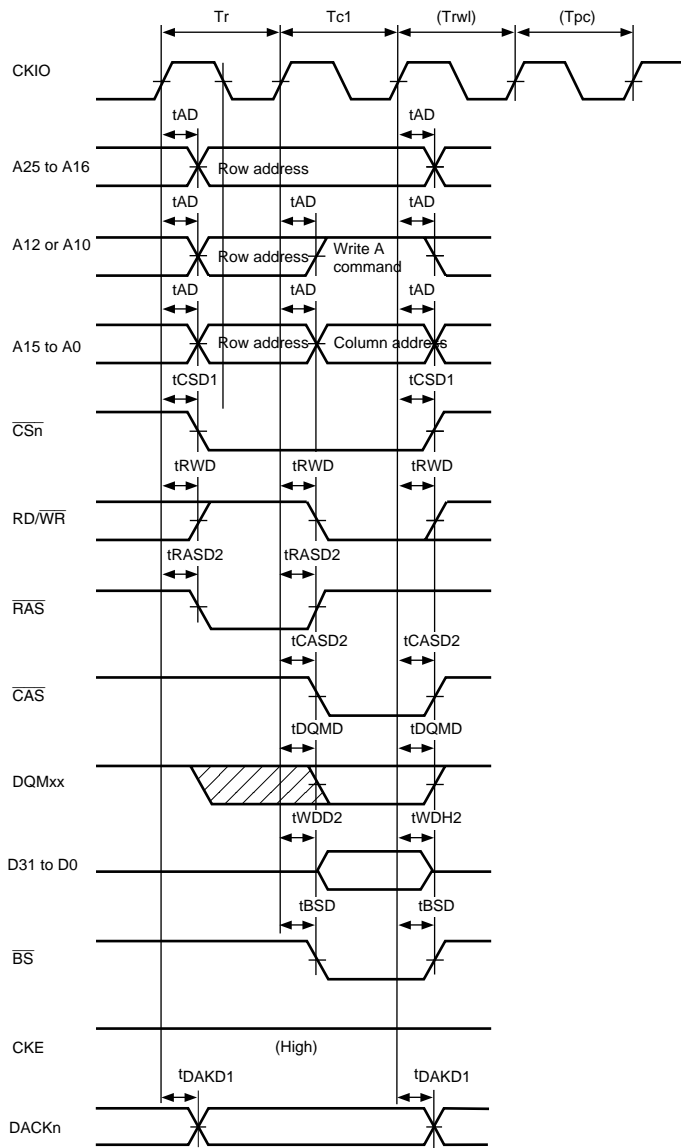 Tr Tc1 (Trwl) (Tpc)
CKIO
tAD tAD
A25 to A16 Row address
tAD tAD tAD
A12 or A10 Row address Write A command
tAD tAD tAD
A15 to A0 Row address Column address
tCSD1 tCSD1
CSn
tRWD tRWD tRWD
RD/WR
tRASD2 tRASD2
RAS
tCASD2 tCASD2
CAS
tDQMD tDQMD
DQMxx
tWDD2 tWDH2
D31 to D0
tBSD tBSD
BS
CKE (High)
tDAKD1 tDAKD1
DACKn